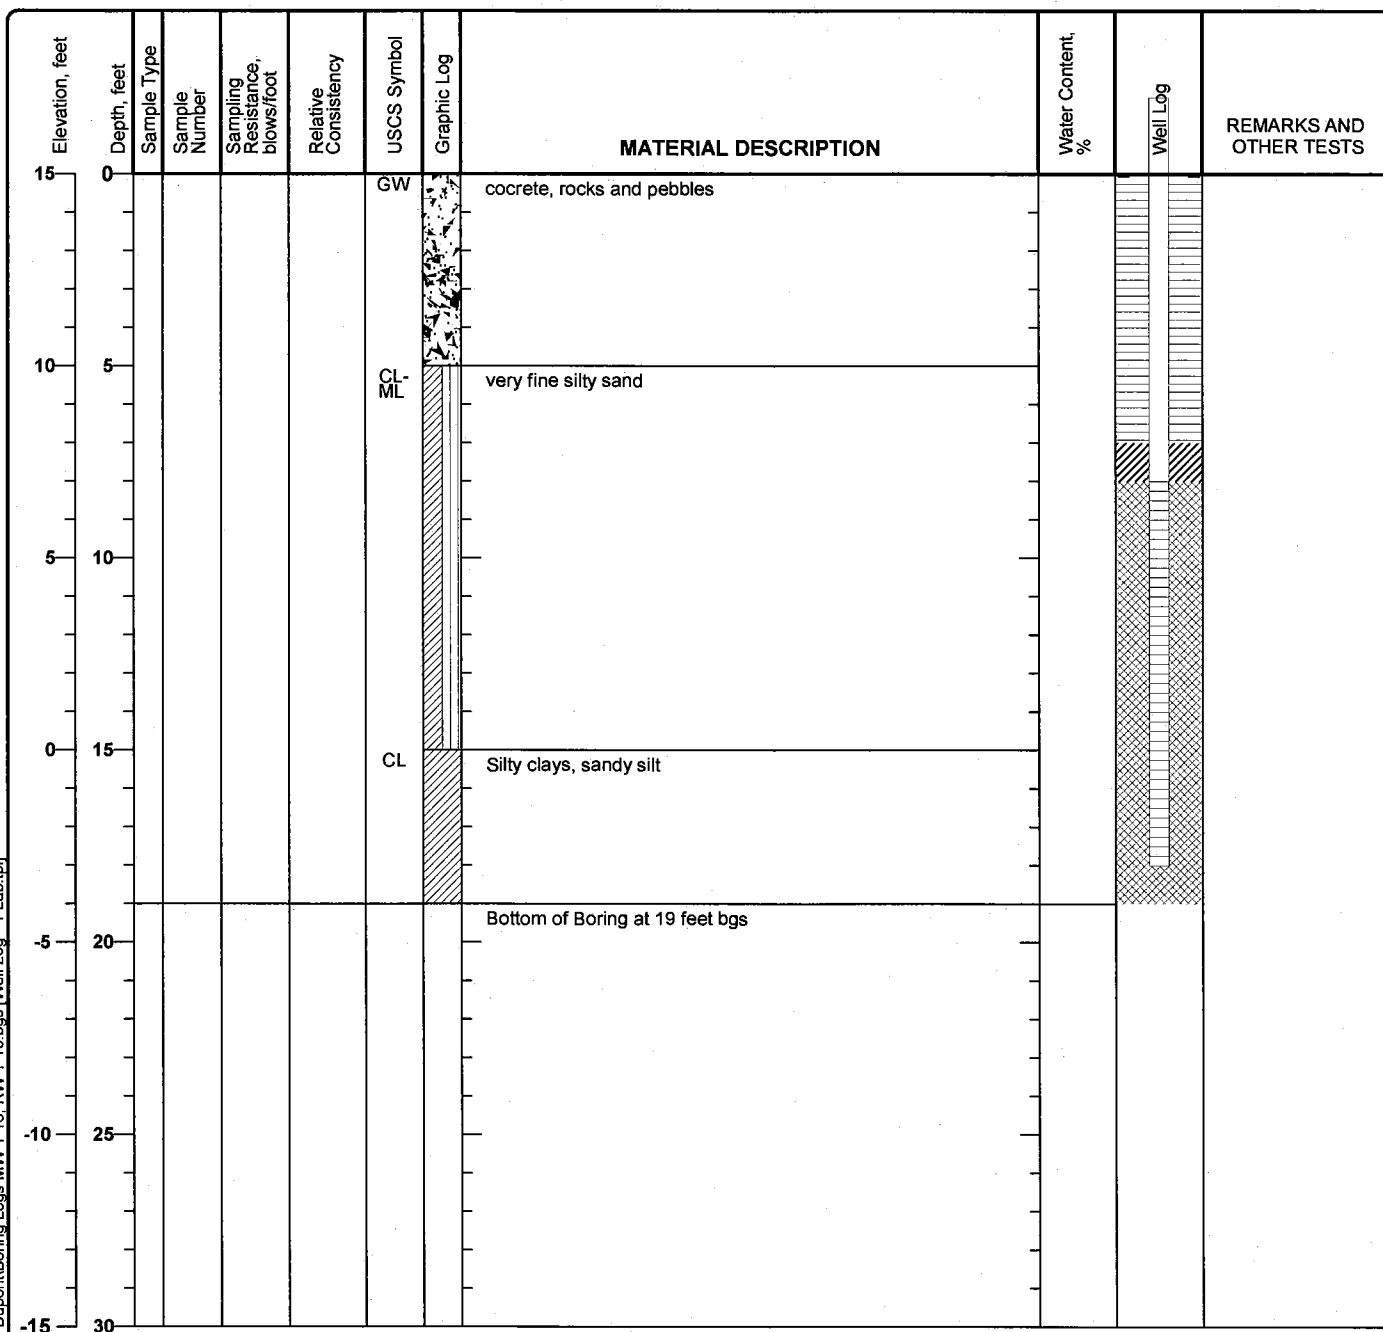 Elevation, feet
Depth, feet
Sample Type
Sample
Number
Sampling
Resistance,
blows/foot
Relative
Consistency
USCS Symbol
Graphic Log
MATERIAL DESCRIPTION
Water Content,
%
Well Log
REMARKS AND
OTHER TESTS
15 0
GW cocrete, rocks and pebbles
10 5
CL-
ML
very fine silty sand
5 10
0 15
CL Silty clays, sandy silt
Bottom of Boring at 19 feet bgs
-5 20
-10 25
-15 30